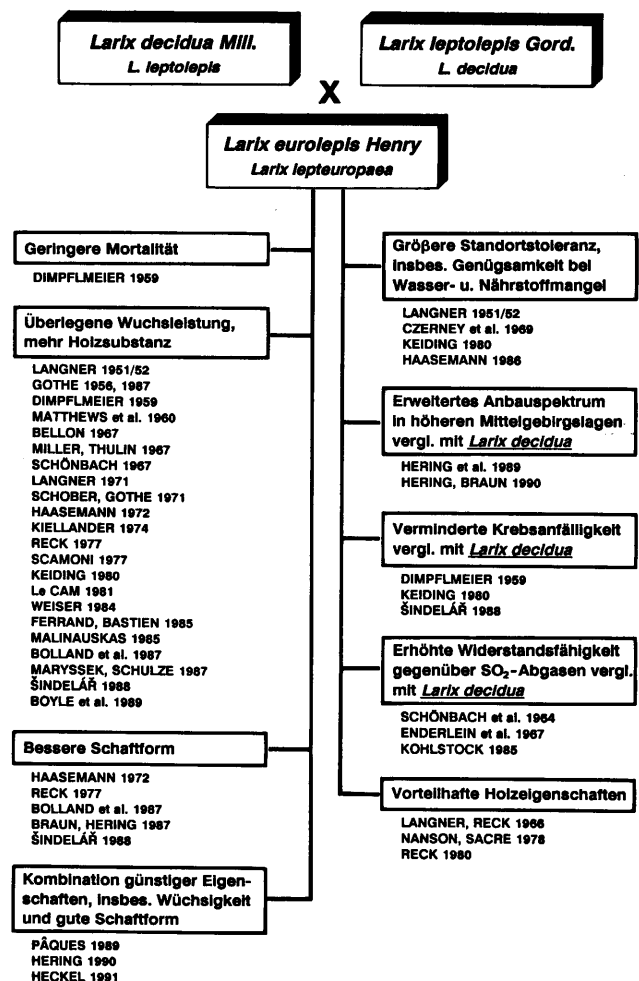 Larix decidua Mill.
L. leptolepis
Larix leptolepis Gord.
L. decidua
X
Larix eurolepis Henry
Larix lepteuropaea
Geringere Mortalität
DIMPFLMEIER 1959
Überlegene Wuchsleistung,
mehr Holzsubstanz
LANGNER 1951/52
GOTHE 1956, 1987
DIMPFLMEIER 1959
MATTHEWS et al. 1960
BELLON 1967
MILLER, THULIN 1967
SCHÖNBACH 1967
LANGNER 1971
SCHOBER, GOTHE 1971
HAASEMANN 1972
KIELLANDER 1974
RECK 1977
SCAMONI 1977
KEIDING 1980
Le CAM 1981
WEISER 1984
FERRAND, BASTIEN 1985
MALINAUSKAS 1985
BOLLAND et al. 1987
MARYSSEK, SCHULZE 1987
ŠINDELÁŘ 1988
BOYLE et al. 1989
Bessere Schaftform
HAASEMANN 1972
RECK 1977
BOLLAND et al. 1987
BRAUN, HERING 1987
ŠINDELÁŘ 1988
Kombination günstiger Eigen-
schaften, insbes. Wüchsigkeit
und gute Schaftform
PÂQUES 1989
HERING 1990
HECKEL 1991
Größere Standortstoleranz,
insbes. Genügsamkeit bei
Wasser- u. Nährstoffmangel
LANGNER 1951/52
CZERNEY et al. 1969
KEIDING 1980
HAASEMANN 1986
Erweitertes Anbauspektrum
in höheren Mittelgebirgslagen
vergl. mit Larix decidua
HERING et al. 1989
HERING, BRAUN 1990
Verminderte Krebsanfälligkeit
vergl. mit Larix decidua
DIMPFLMEIER 1959
KEIDING 1980
ŠINDELÁŘ 1988
Erhöhte Widerstandsfähigkeit
gegenüber SO₂-Abgasen vergl.
mit Larix decidua
SCHÖNBACH et al. 1964
ENDERLEIN et al. 1967
KOHLSTOCK 1985
Vorteilhafte Holzeigenschaften
LANGNER, RECK 1966
NANSON, SACRE 1978
RECK 1980